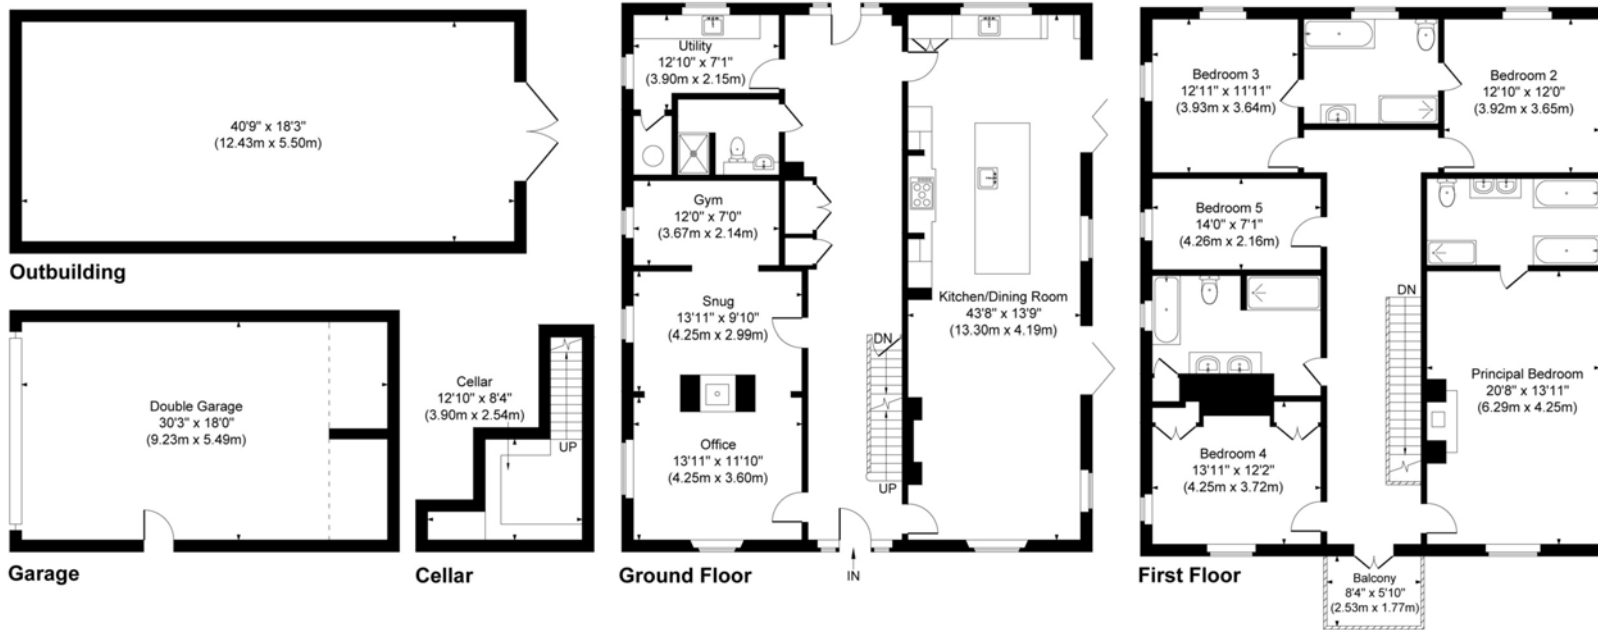 40'9" x 18'3"
(12.43m x 5.50m)
Outbuilding
Double Garage
30'3" x 18'0"
(9.23m x 5.49m)
Garage
Cellar
12'10" x 8'4"
(3.90m x 2.54m)
UP
Cellar
Utility
12'10" x 7'1"
(3.90m x 2.15m)
Gym
12'0" x 7'0"
(3.67m x 2.14m)
Snug
13'11" x 9'10"
(4.25m x 2.99m)
Office
13'11" x 11'10"
(4.25m x 3.60m)
DN
UP
Kitchen/Dining Room
43'8" x 13'9"
(13.30m x 4.19m)
IN
Ground Floor
Bedroom 3
12'11" x 11'11"
(3.93m x 3.64m)
Bedroom 2
12'10" x 12'0"
(3.92m x 3.65m)
Bedroom 5
14'0" x 7'1"
(4.26m x 2.16m)
DN
Principal Bedroom
20'8" x 13'11"
(6.29m x 4.25m)
Bedroom 4
13'11" x 12'2"
(4.25m x 3.72m)
Balcony
8'4" x 5'10"
(2.53m x 1.77m)
First Floor